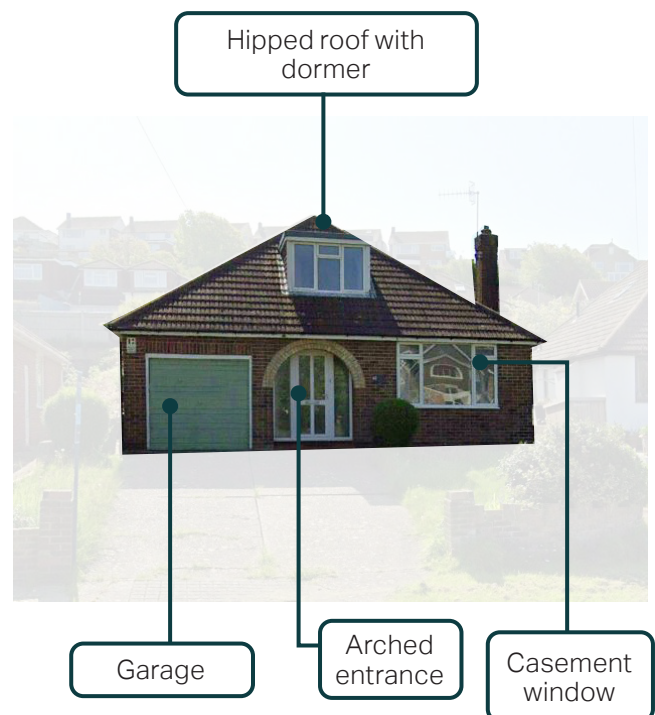 Hipped roof with
dormer
Garage
Arched
entrance
Casement
window